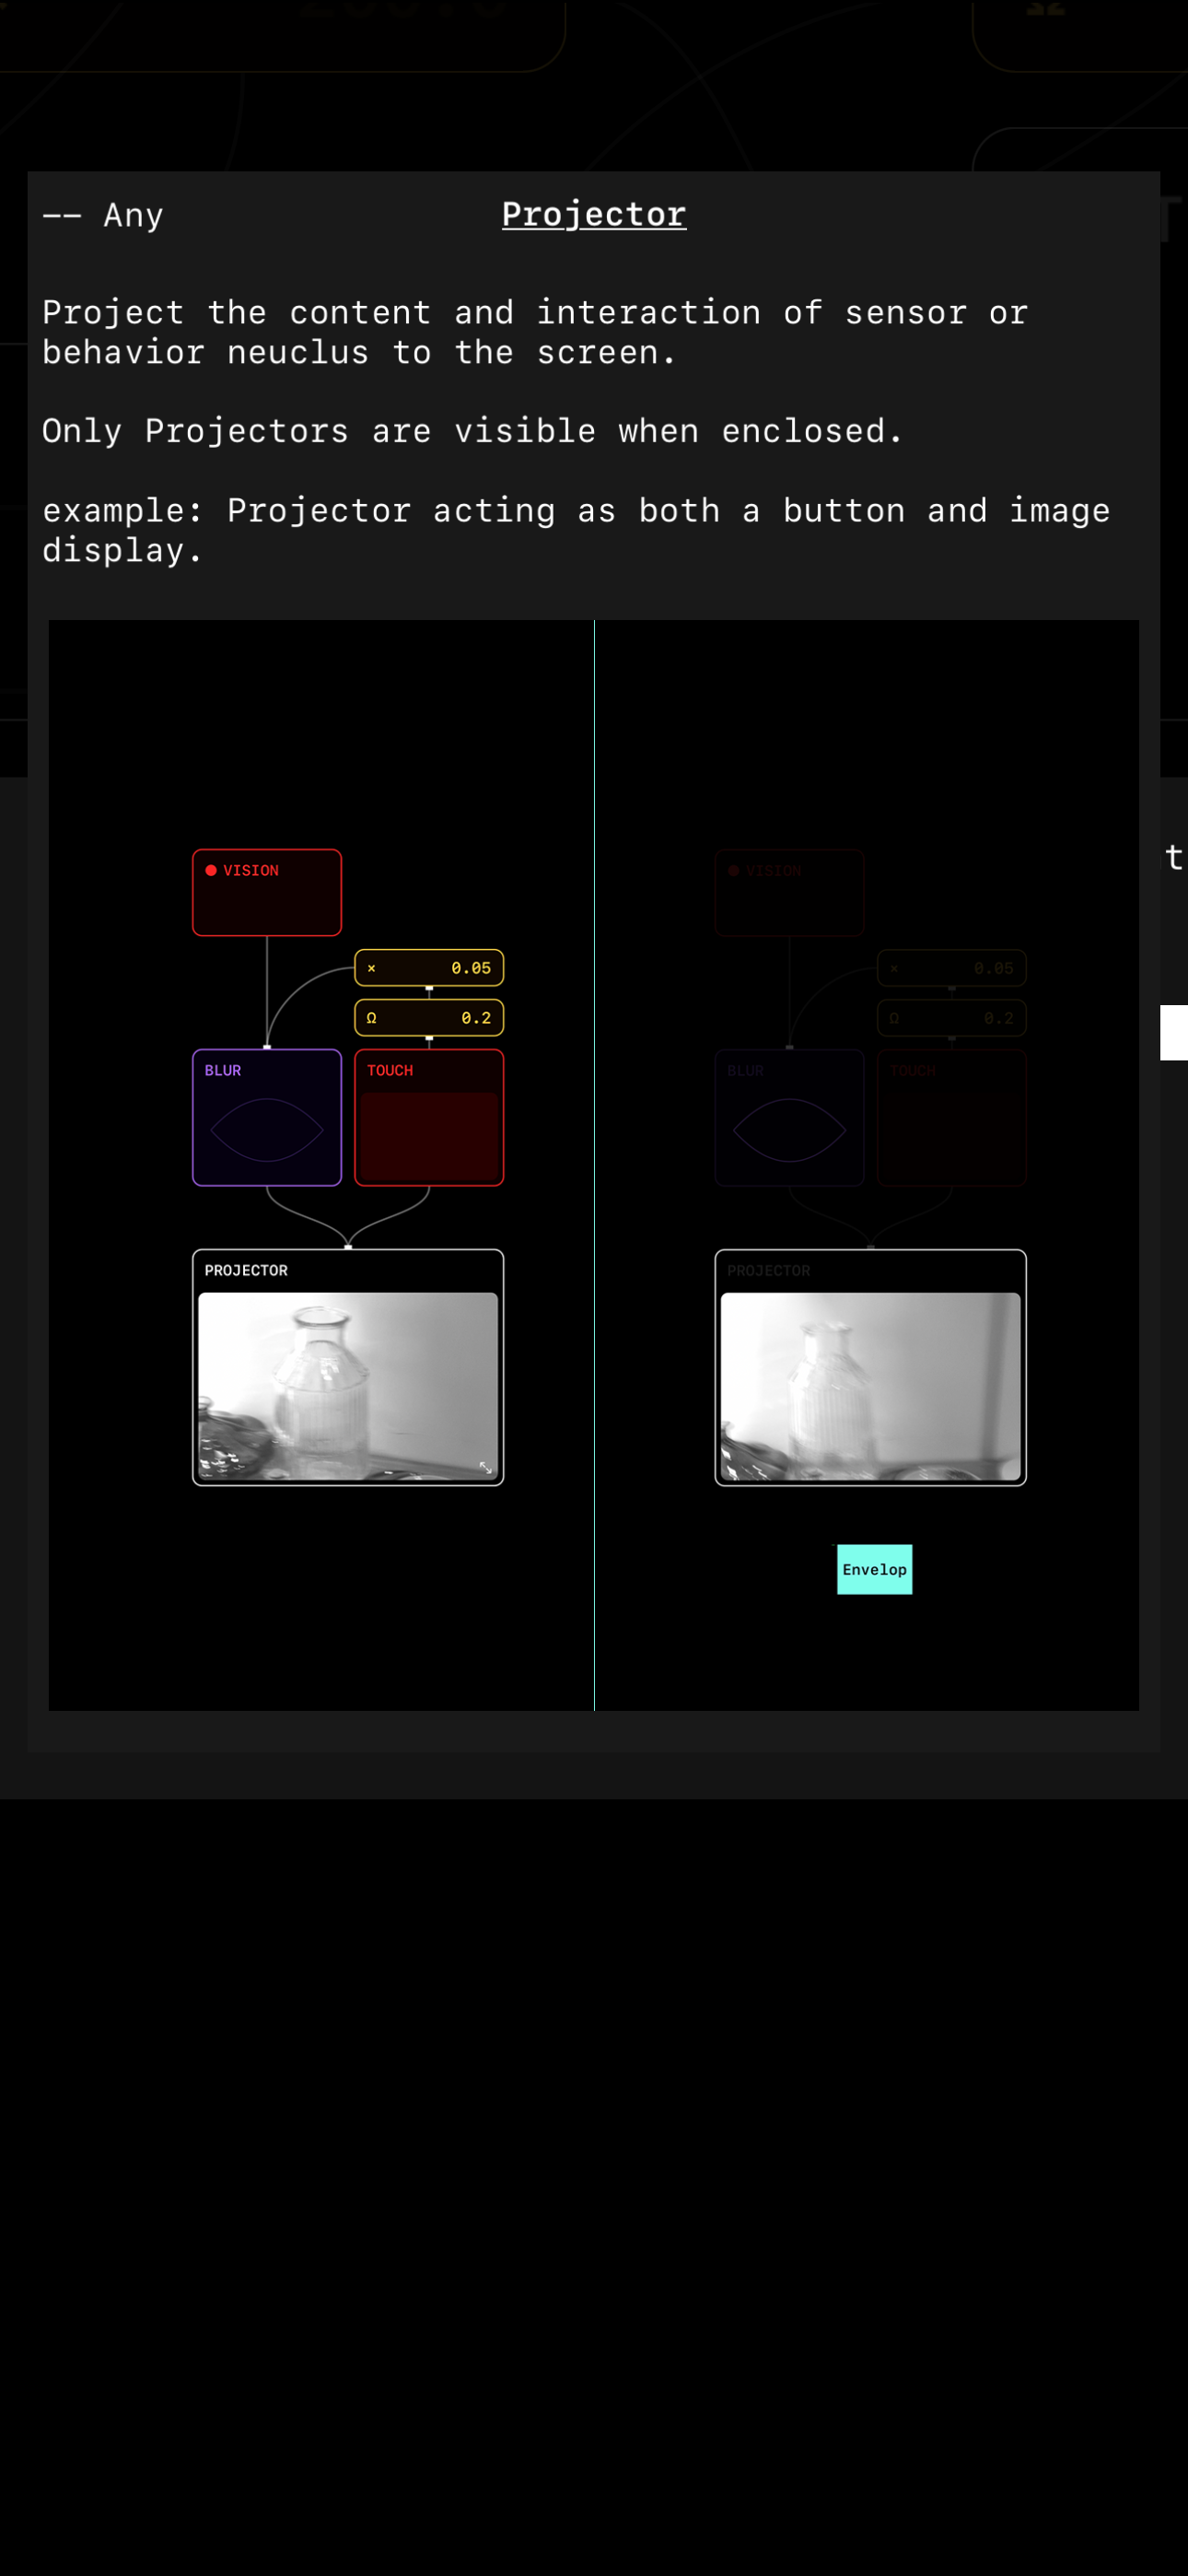 -- Any
Projector
Project the content and interaction of sensor or
behavior neuclus to the screen.
Only Projectors are visible when enclosed.
example: Projector acting as both a button and image
display.
VISION
× 0.05
Ω 0.2
BLUR
TOUCH
PROJECTOR
VISION
× 0.05
Ω 0.2
BLUR
TOUCH
PROJECTOR
Envelop